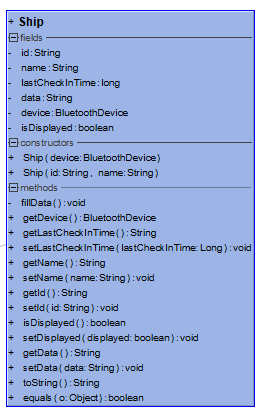 + Ship
fields
- id:String
- name:String
- lastCheckInTime:long
- data:String
- device:BluetoothDevice
- isDisplayed:boolean
constructors
+ Ship(device:BluetoothDevice)
+ Ship(id:String, name:String)
methods
- fillData():void
+ getDevice():BluetoothDevice
+ getLastCheckInTime():String
+ setLastCheckInTime(lastCheckInTime:Long):void
+ getName():String
+ setName(name:String):void
+ getId():String
+ setId(id:String):void
+ isDisplayed():boolean
+ setDisplayed(displayed:boolean):void
+ getData():String
+ setData(data:String):void
+ toString():String
+ equals(o:Object):boolean